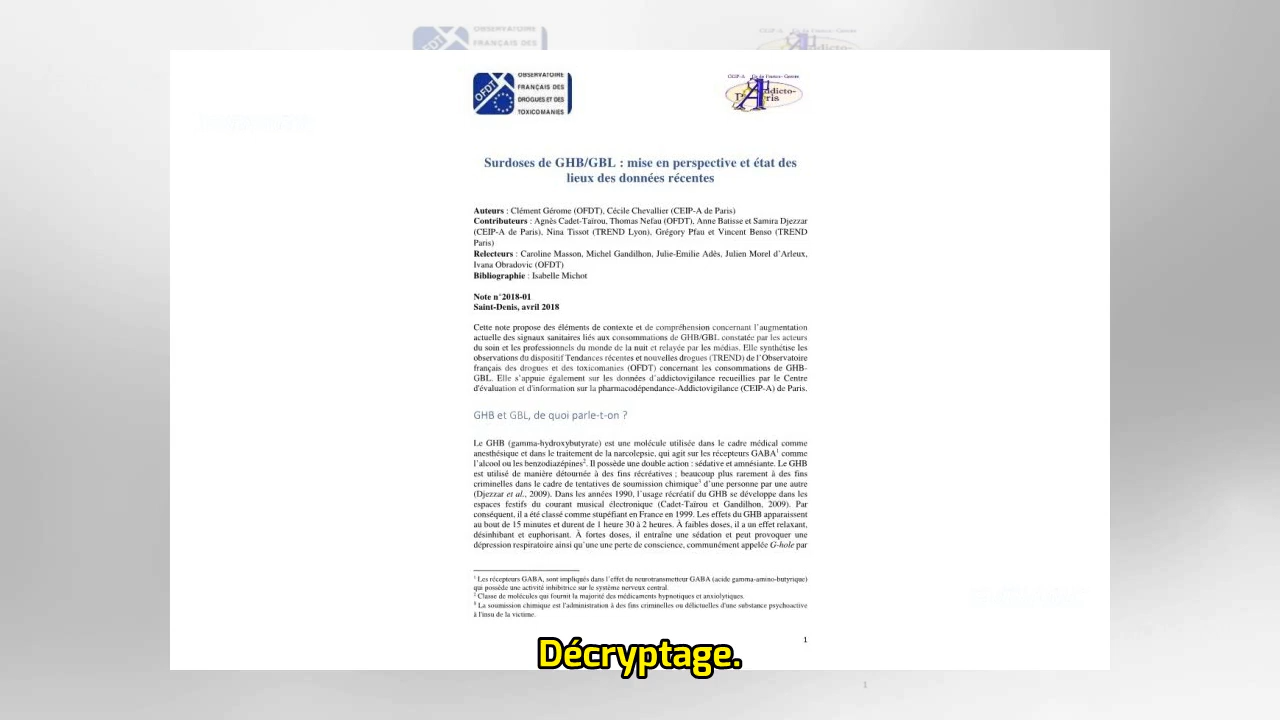 OBSERVATOIRE
FRANÇAIS DES
OFDT
OBSERVATOIRE
FRANÇAIS DES
DROGUES ET DES
TOXICOMANIES
CEIP-A Ile de France - Centre
Addicto-
Paris
Surdoses de GHB/GBL : mise en perspective et état des
lieux des données récentes
Auteurs : Clément Gérome (OFDT), Cécile Chevallier (CEIP-A de Paris)
Contributeurs : Agnès Cadet-Taïrou, Thomas Nefau (OFDT), Anne Batisse et Samira Djezzar
(CEIP-A de Paris), Nina Tissot (TREND Lyon), Grégory Pfau et Vincent Benso (TREND
Paris)
Relecteurs : Caroline Masson, Michel Gandilhon, Julie-Emilie Adès, Julien Morel d'Arleux,
Ivana Obradovic (OFDT)
Bibliographie : Isabelle Michot
Note n°2018-01
Saint-Denis, avril 2018
Cette note propose des éléments de contexte et de compréhension concernant l'augmentation
actuelle des signaux sanitaires liés aux consommations de GHB/GBL constatée par les acteurs
du soin et les professionnels du monde de la nuit et relayée par les médias. Elle synthétise les
observations du dispositif Tendances récentes et nouvelles drogues (TREND) de l'Observatoire
français des drogues et des toxicomanies (OFDT) concernant les consommations de GHB-
GBL. Elle s'appuie également sur les données d'addictovigilance recueillies par le Centre
d'évaluation et d'information sur la pharmacodépendance-Addictovigilance (CEIP-A) de Paris.
GHB et GBL, de quoi parle-t-on ?
Le GHB (gamma-hydroxybutyrate) est une molécule utilisée dans le cadre médical comme
anesthésique et dans le traitement de la narcolepsie, qui agit sur les récepteurs GABA¹ comme
l'alcool ou les benzodiazépines². Il possède une double action : sédative et amnésiante. Le GHB
est utilisé de manière détournée à des fins récréatives ; beaucoup plus rarement à des fins
criminelles dans le cadre de tentatives de soumission chimique³ d'une personne par une autre
(Djezzar et al., 2009). Dans les années 1990, l'usage récréatif du GHB se développe dans les
espaces festifs du courant musical électronique (Cadet-Taïrou et Gandilhon, 2009). Par
conséquent, il a été classé comme stupéfiant en France en 1999. Les effets du GHB apparaissent
au bout de 15 minutes et durent de 1 heure 30 à 2 heures. À faibles doses, il a un effet relaxant,
désinhibant et euphorisant. À fortes doses, il entraîne une sédation et peut provoquer une
dépression respiratoire ainsi qu'une une perte de conscience, communément appelée G-hole par
¹ Les récepteurs GABA, sont impliqués dans l'effet du neurotransmetteur GABA (acide gamma-amino-butyrique)
qui possède une activité inhibitrice sur le système nerveux central.
² Classe de molécules qui fournit la majorité des médicaments hypnotiques et anxiolytiques.
³ La soumission chimique est l'administration à des fins criminelles ou délictuelles d'une substance psychoactive
à l'insu de la victime.
1
Décryptage.
1